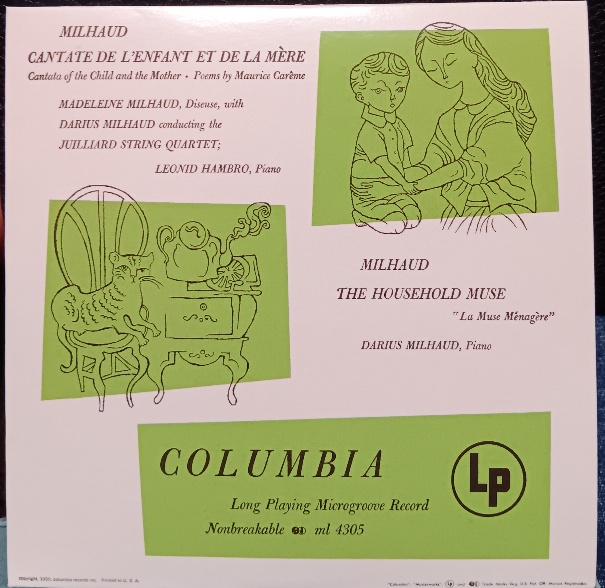 MILHAUD
CANTATE DE L'ENFANT ET DE LA MÈRE
Cantata of the Child and the Mother • Poems by Maurice Carême
MADELEINE MILHAUD, Diseuse, with
DARIUS MILHAUD conducting the
JUILLIARD STRING QUARTET;
LEONID HAMBRO, Piano
MILHAUD
THE HOUSEHOLD MUSE
"La Muse Ménagère"
DARIUS MILHAUD, Piano
COLUMBIA
LP
Long Playing Microgroove Record
Nonbreakable ml 4305
Printed in U. S. A.